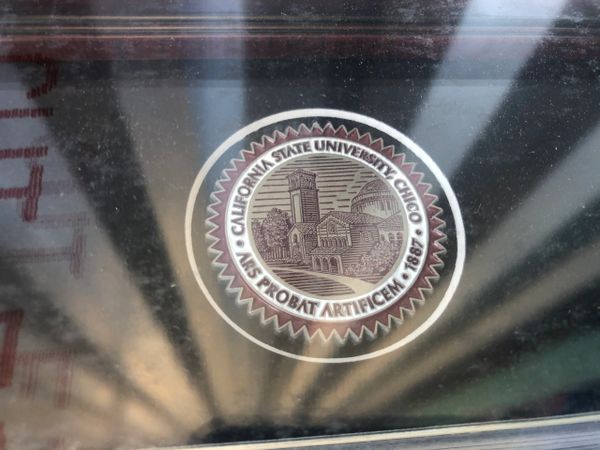 CALIFORNIA STATE UNIVERSITY, CHICO
• ARS PROBAT ARTIFICEM • 1887 •